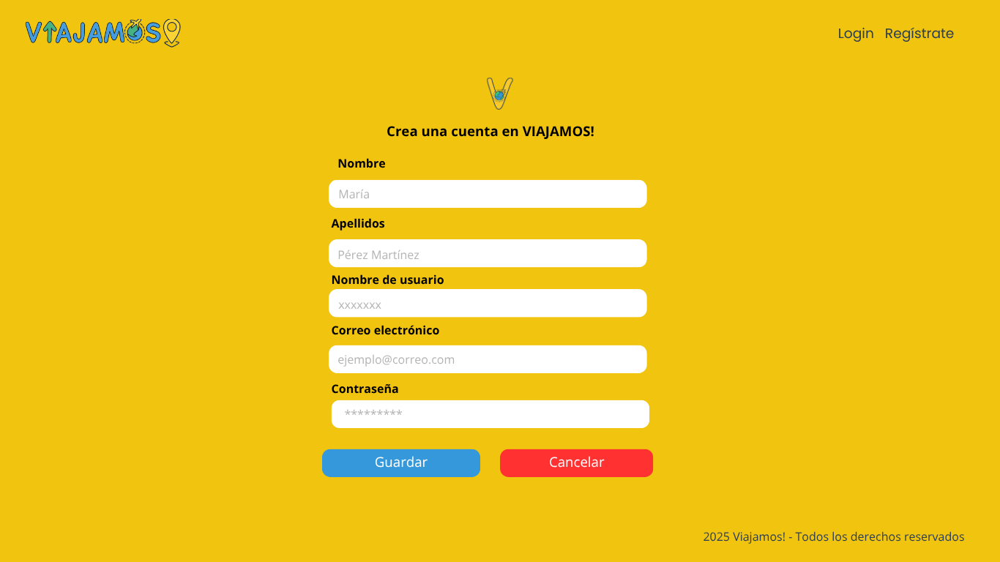 VIAJAMOS
Login Regístrate
Crea una cuenta en VIAJAMOS!
Nombre
María
Apellidos
Pérez Martínez
Nombre de usuario
xxxxxxx
Correo electrónico
ejemplo@correo.com
Contraseña
*********
Guardar Cancelar
2025 Viajamos! - Todos los derechos reservados